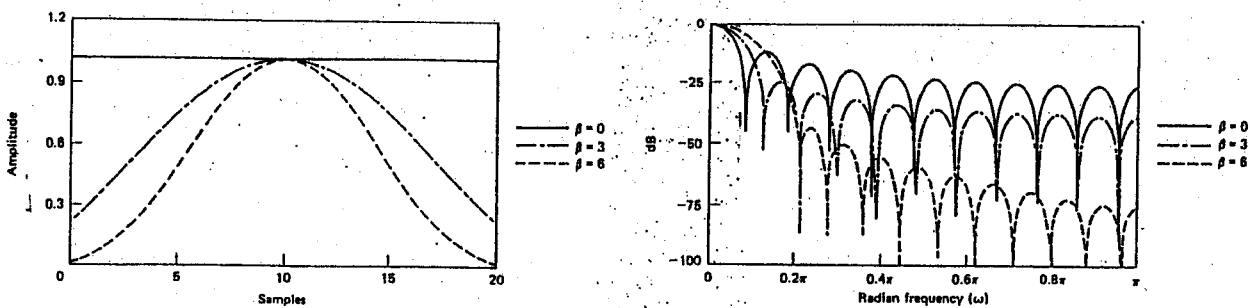 1.2
0.9
0.6
0.3
0
Amplitude
0
5
10
15
20
Samples
β = 0
β = 3
β = 6
0
−25
−50
−75
−100
dB
0
0.2π
0.4π
0.6π
0.8π
π
Radian frequency (ω)
β = 0
β = 3
β = 6